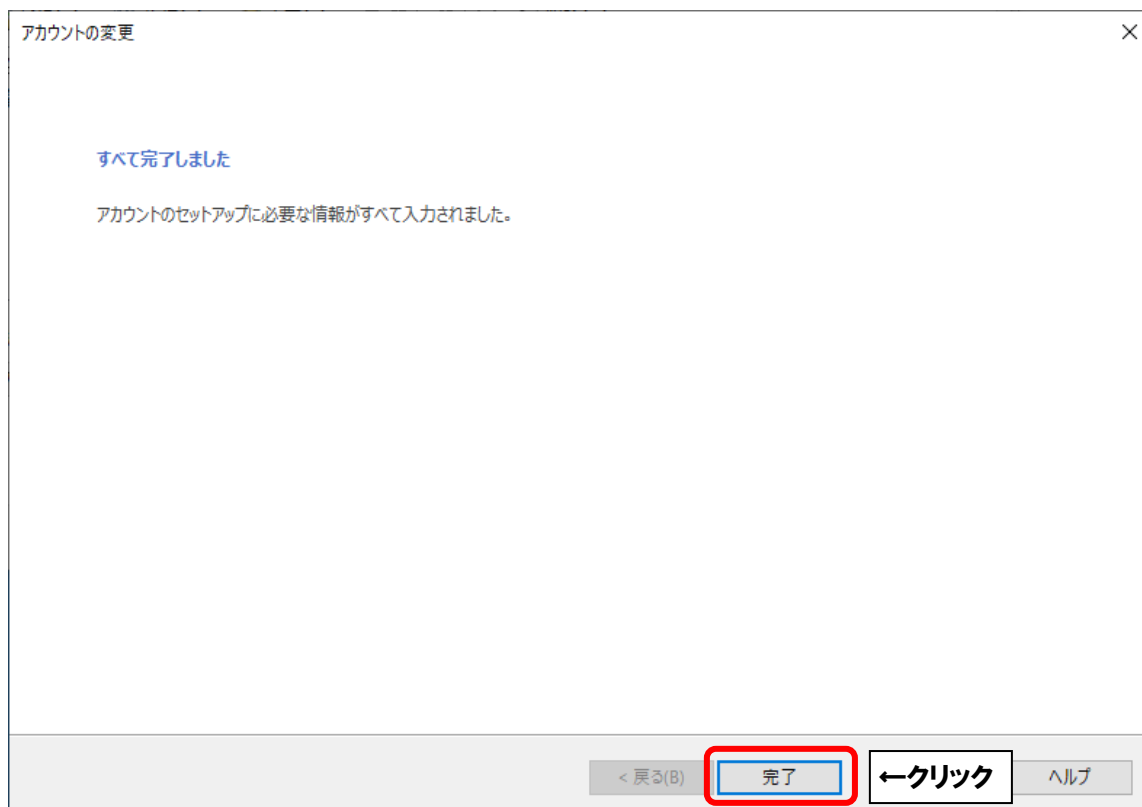 アカウントの変更
すべて完了しました
アカウントのセットアップに必要な情報がすべて入力されました。
< 戻る(B) 完了 ←クリック ヘルプ